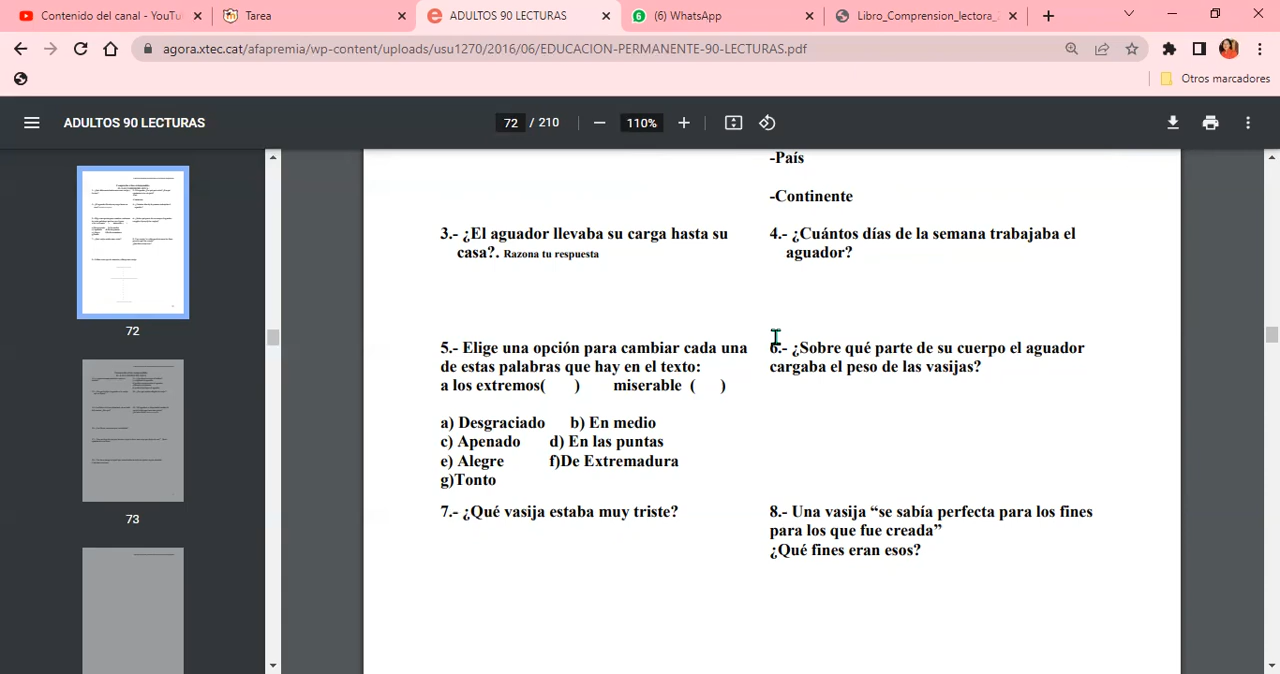 Contenido del canal - YouTu
Tarea
ADULTOS 90 LECTURAS
(6) WhatsApp
Libro_Comprension_lectora_
agora.xtec.cat/afapremia/wp-content/uploads/usu1270/2016/06/EDUCACION-PERMANENTE-90-LECTURAS.pdf
Otros marcadores
ADULTOS 90 LECTURAS
72 / 210
110%
-País
-Continente
3.- ¿El aguador llevaba su carga hasta su
casa?. Razona tu respuesta
4.- ¿Cuántos días de la semana trabajaba el
aguador?
5.- Elige una opción para cambiar cada una
de estas palabras que hay en el texto:
a los extremos( ) miserable ( )
a) Desgraciado b) En medio
c) Apenado d) En las puntas
e) Alegre f)De Extremadura
g)Tonto
6.- ¿Sobre qué parte de su cuerpo el aguador
cargaba el peso de las vasijas?
7.- ¿Qué vasija estaba muy triste?
8.- Una vasija “se sabía perfecta para los fines
para los que fue creada”
¿Qué fines eran esos?
72
73